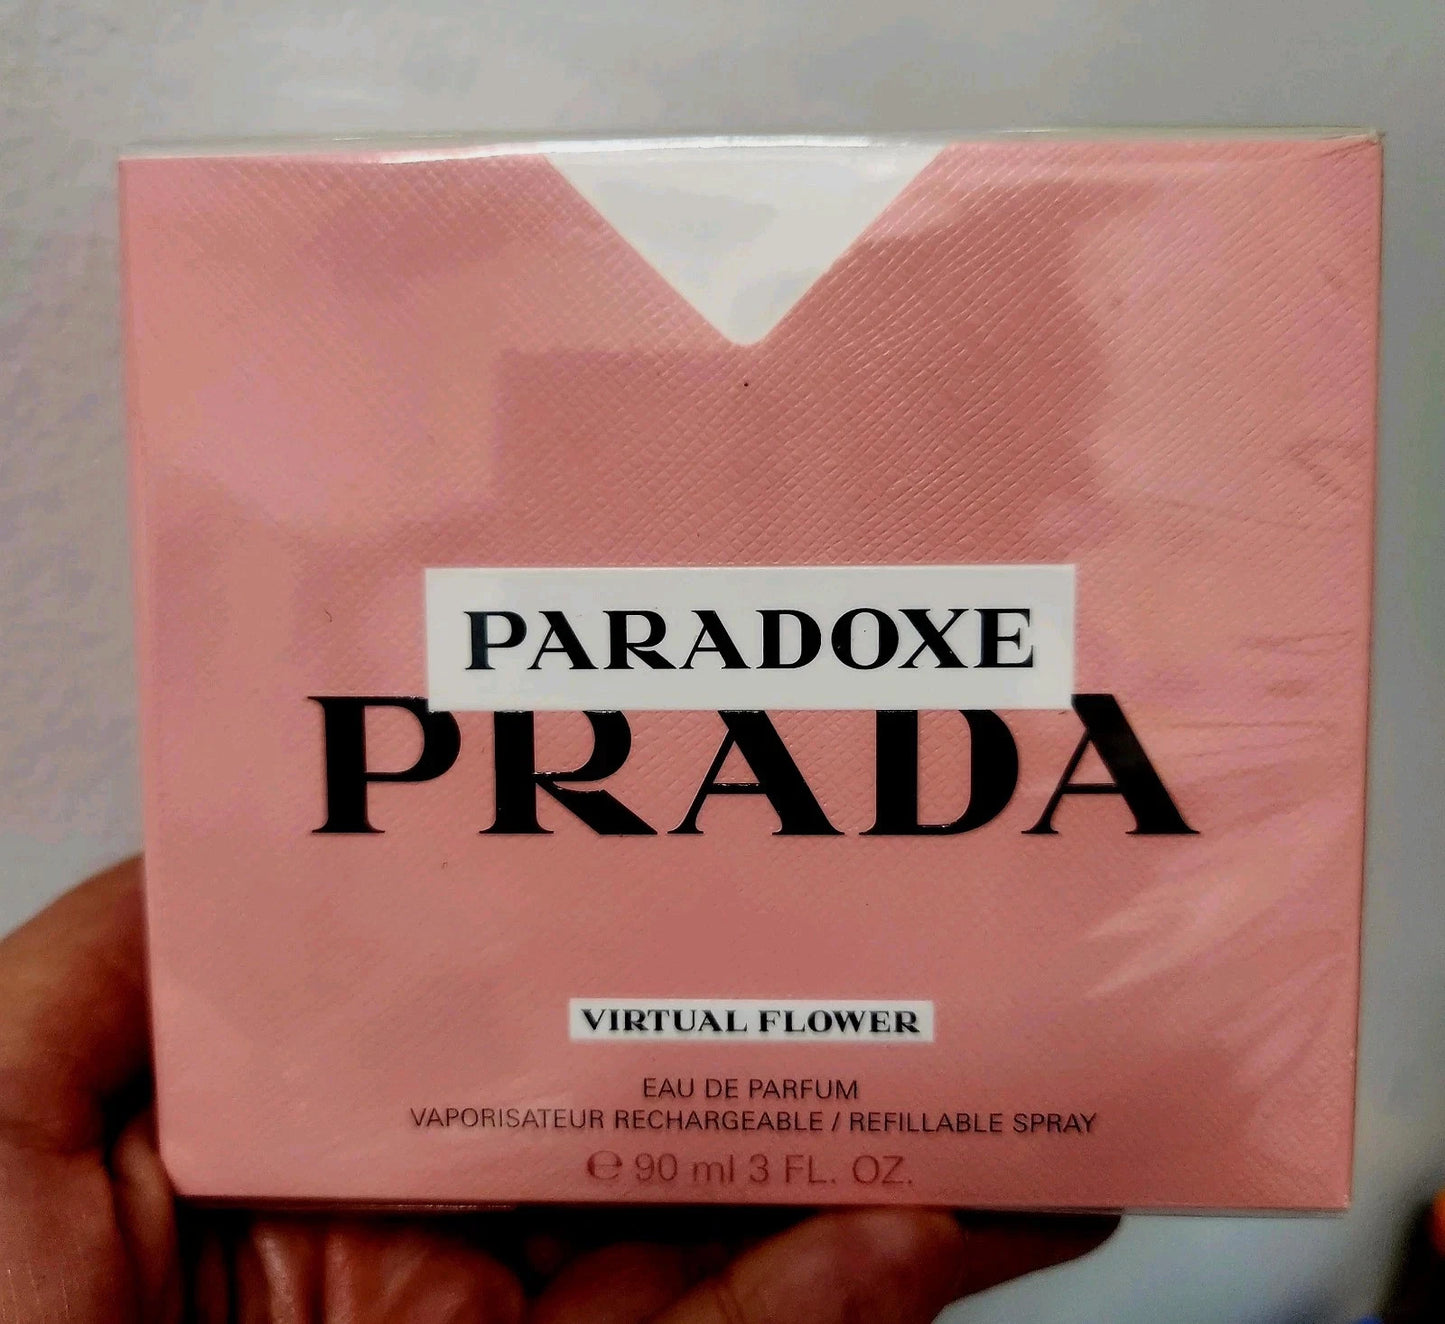 PARADOXE
PRADA
VIRTUAL FLOWER
EAU DE PARFUM
VAPORISATEUR RECHARGEABLE / REFILLABLE SPRAY
℮ 90 ml 3 FL. OZ.